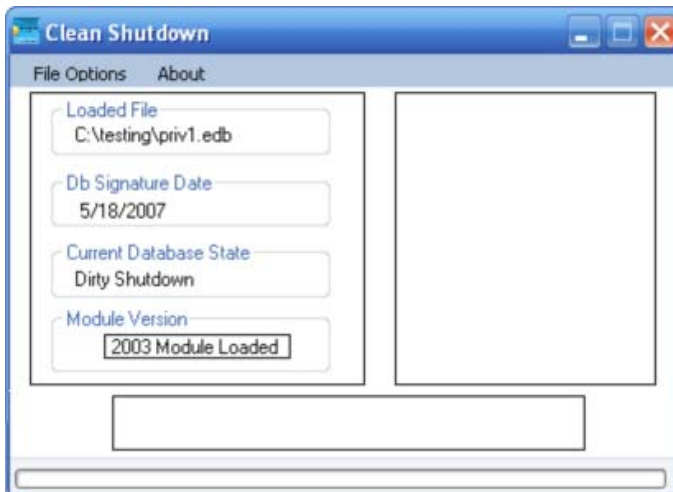 Clean Shutdown
File Options About
Loaded File
C:\testing\priv1.edb
Db Signature Date
5/18/2007
Current Database State
Dirty Shutdown
Module Version
2003 Module Loaded